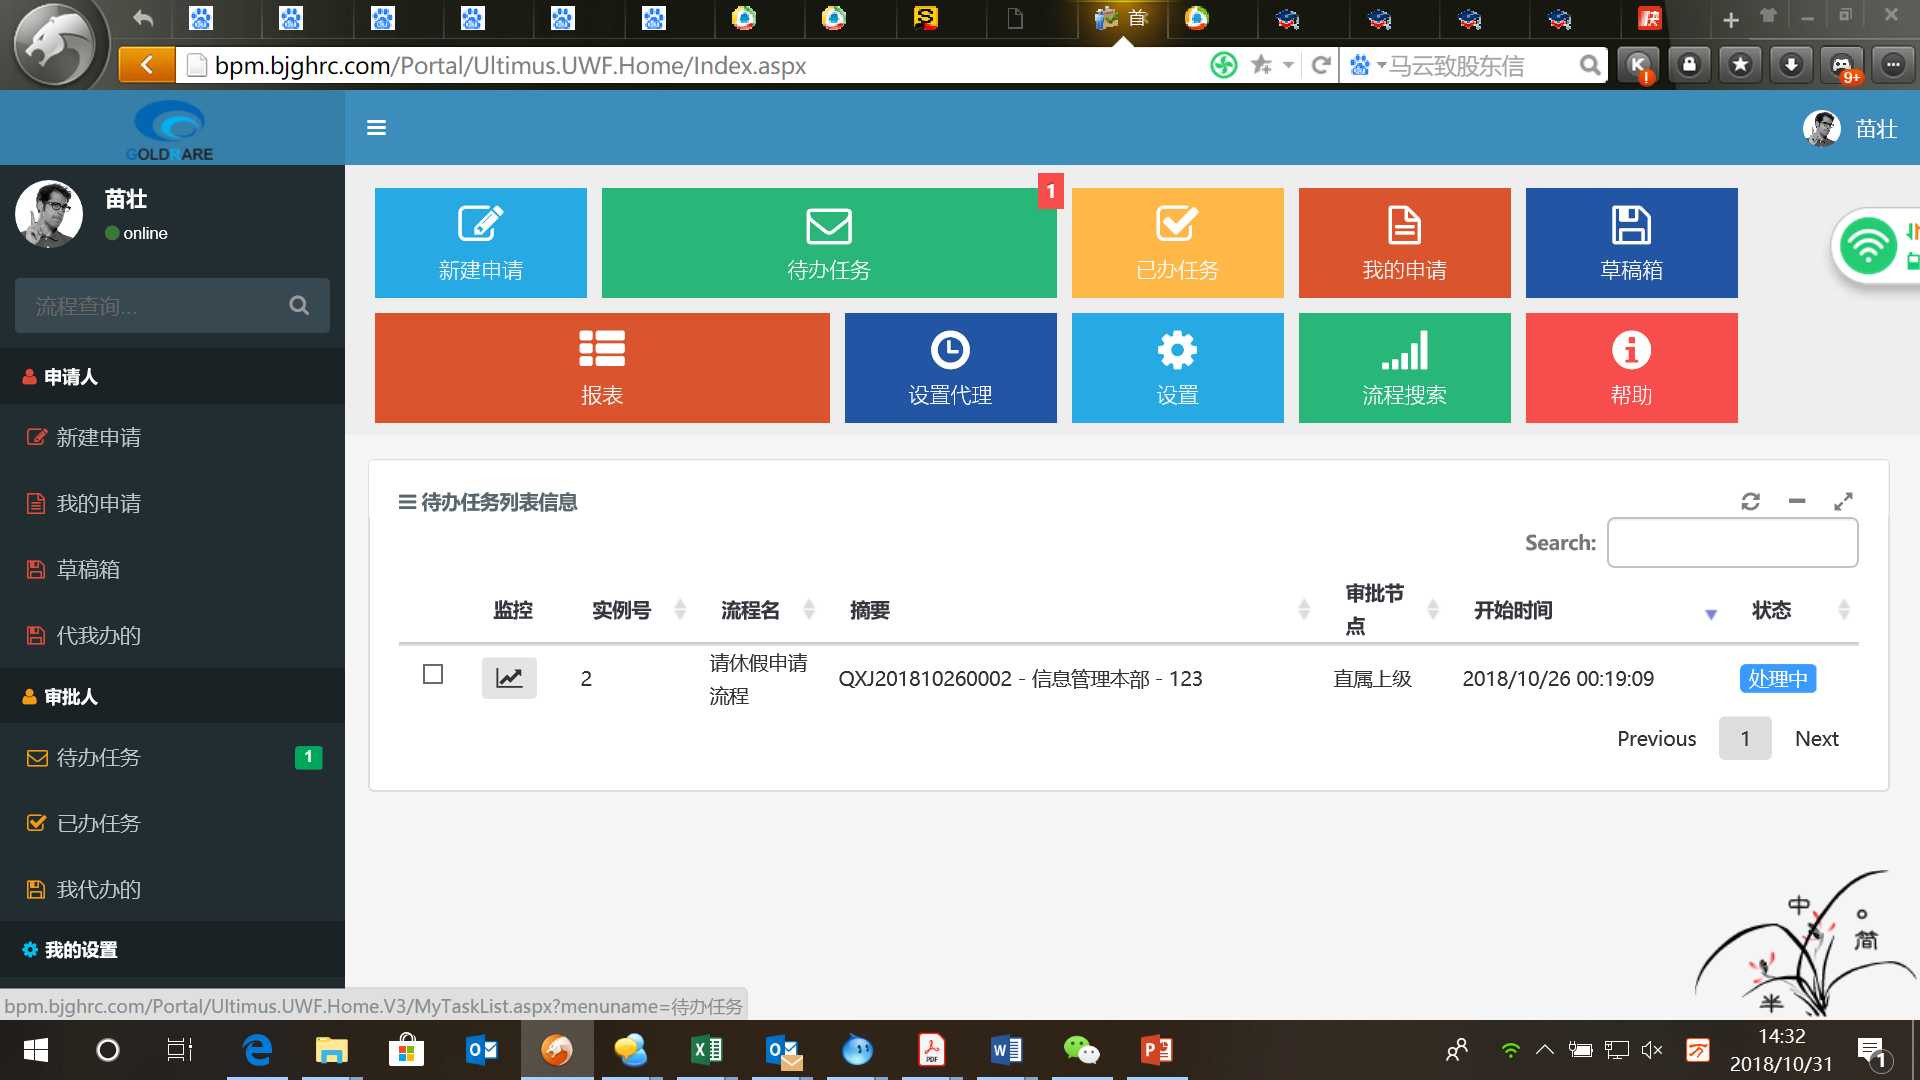 首
bpm.bjghrc.com/Portal/Ultimus.UWF.Home/Index.aspx
马云致股东信
K
!
9+
GOLDRARE
苗壮
苗壮
online
流程查询...
申请人
新建申请
我的申请
草稿箱
代我办的
审批人
待办任务
1
已办任务
我代办的
我的设置
新建申请
待办任务
1
已办任务
我的申请
草稿箱
报表
设置代理
设置
流程搜索
帮助
待办任务列表信息
Search:
监控 实例号 流程名 摘要 审批节点 开始时间 状态
2 请休假申请流程 QXJ201810260002 - 信息管理本部 - 123 直属上级 2018/10/26 00:19:09 处理中
Previous 1 Next
中
简
半
bpm.bjghrc.com/Portal/Ultimus.UWF.Home.V3/MyTaskList.aspx?menuname=待办任务
14:32
2018/10/31
1